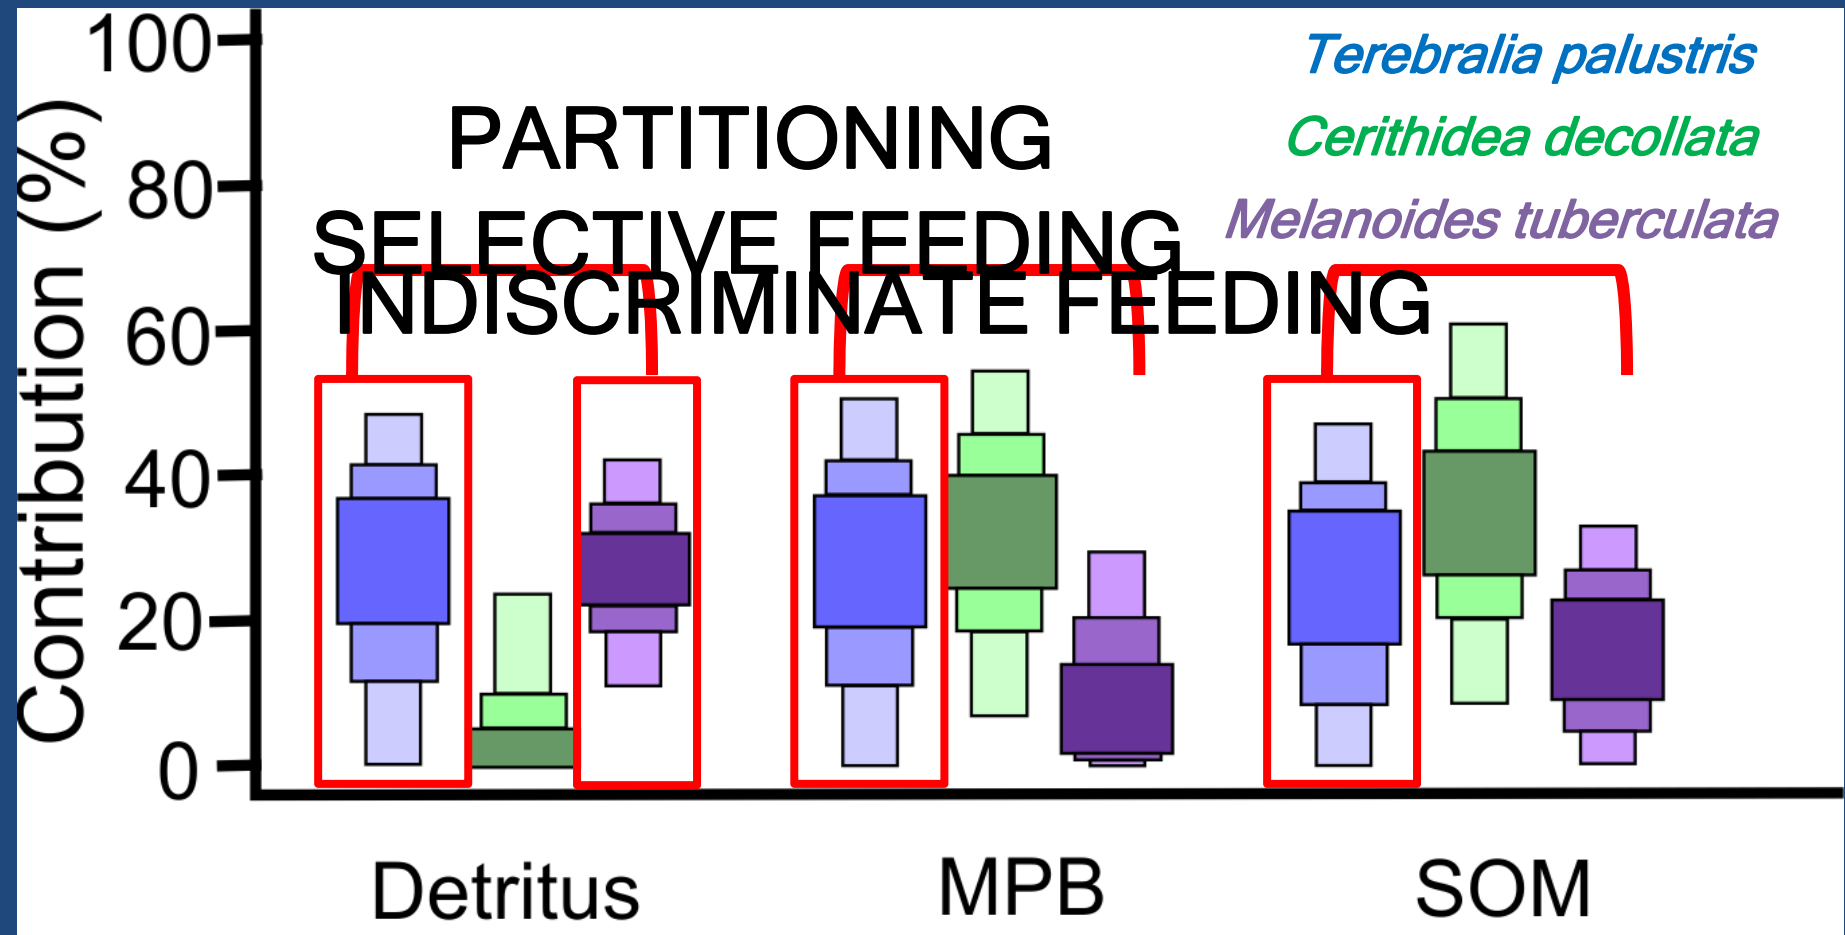 100
80
60
40
20
0
Contribution (%)
PARTITIONING
SELECTIVE FEEDING
INDISCRIMINATE FEEDING
Terebralia palustris
Cerithidea decollata
Melanoides tuberculata
Detritus
MPB
SOM